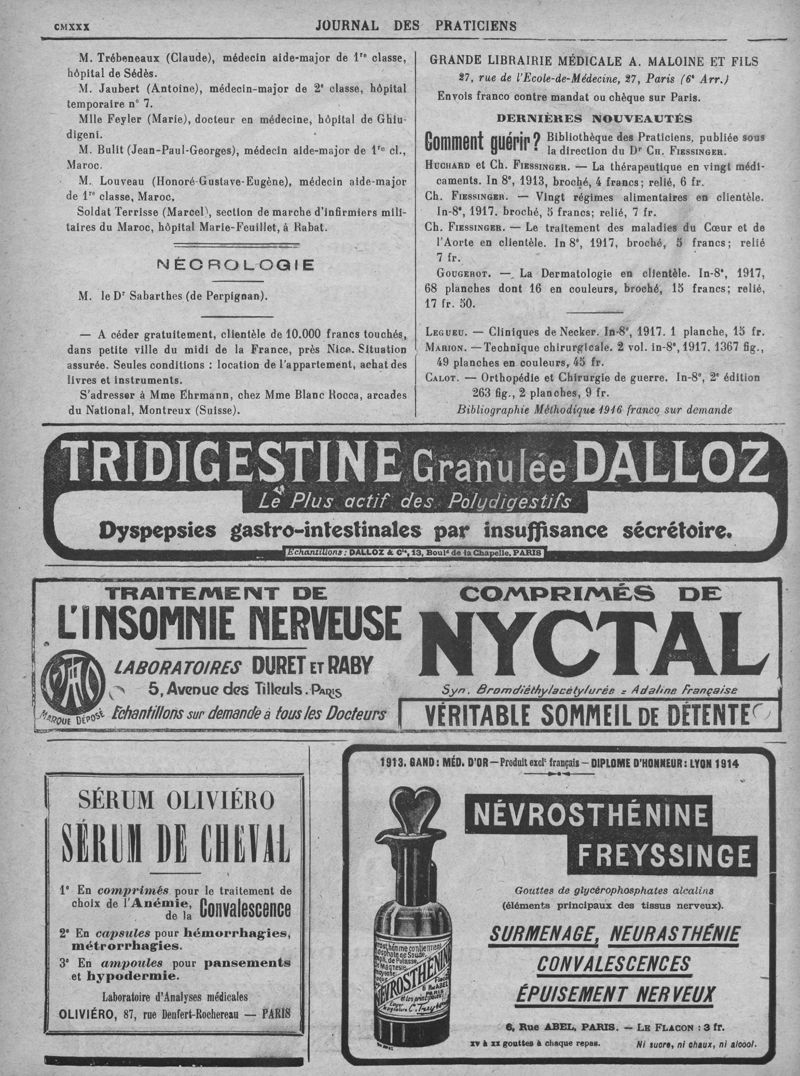 CMXXX
JOURNAL DES PRATICIENS
M. Trébeneaux (Claude), médecin aide-major de 1re classe,
hôpital de Sédès.
M. Jaubert (Antoine), médecin-major de 2e classe, hôpital
temporaire n° 7.
Mlle Feyler (Marie), docteur en médecine, hôpital de Ghiu-
digeni.
M. Bulit (Jean-Paul-Georges), médecin aide-major de 1re cl.,
Maroc.
M. Louveau (Honoré-Gustave-Eugène), médecin aide-major
de 1re classe, Maroc.
Soldat Terrisse (Marcel), section de marche d'infirmiers mili-
taires du Maroc, hôpital Marie-Feuillet, à Rabat.
NÉCROLOGIE
M. le Dr Sabarthes (de Perpignan).
— A céder gratuitement, clientèle de 10.000 francs touchés,
dans petite ville du midi de la France, près Nice. Situation
assurée. Seules conditions : location de l'appartement, achat des
livres et instruments.
S'adresser à Mme Ehrmann, chez Mme Blanc Rocca, arcades
du National, Montreux (Suisse).
GRANDE LIBRAIRIE MÉDICALE A. MALOINE ET FILS
27, rue de l'Ecole-de-Médecine, 27, Paris (6e Arr.)
Envois franco contre mandat ou chèque sur Paris.
DERNIÈRES NOUVEAUTÉS
Comment guérir? Bibliothèque des Praticiens, publiée sous
la direction du Dr CH. FIESSINGER.
HUCHARD et Ch. FIESSINGER. — La thérapeutique en vingt médi-
caments. In 8°, 1913, broché, 4 francs; relié, 6 fr.
Ch. FIESSINGER. — Vingt régimes alimentaires en clientèle.
In-8°, 1917. broché, 5 francs; relié, 7 fr.
Ch. FIESSINGER. — Le traitement des maladies du Cœur et de
l'Aorte en clientèle. In 8°, 1917, broché, 5 francs; relié
7 fr.
GOUGEROT. — La Dermatologie en clientèle. In-8°, 1917,
68 planches dont 16 en couleurs, broché, 15 francs; relié,
17 fr. 50.
LEGUEU. — Cliniques de Necker. In-8°, 1917. 1 planche, 15 fr.
MARION. — Technique chirurgicale. 2 vol. in-8°, 1917. 1367 fig.,
49 planches en couleurs, 45 fr.
CALOT. — Orthopédie et Chirurgie de guerre. In-8°, 2e édition
263 fig., 2 planches, 9 fr.
Bibliographie Méthodique 1916 franco sur demande
TRIDIGESTINE Granulée DALLOZ
Le Plus actif des Polydigestifs
Dyspepsies gastro-intestinales par insuffisance sécrétoire.
Échantillons : DALLOZ & Cie, 13, Bould de la Chapelle, PARIS
TRAITEMENT DE
L'INSOMNIE NERVEUSE
LABORATOIRES DURET ET RABY
5, Avenue des Tilleuls. PARIS
MARQUE DÉPOSÉ
Echantillons sur demande à tous les Docteurs
COMPRIMÉS DE
NYCTAL
Syn. Bromdiéthylacétylurée = Adaline Française
VÉRITABLE SOMMEIL DE DÉTENTE
SÉRUM OLIVIÉRO
SÉRUM DE CHEVAL
1° En comprimés pour le traitement de
choix de l'Anémie,
de la Convalescence
2° En capsules pour hémorrhagies,
métrorrhagies.
3° En ampoules pour pansements
et hypodermie.
Laboratoire d'Analyses médicales
OLIVIÉRO, 87, rue Denfert-Rochereau — PARIS
1913. GAND : MÉD. D'OR — Produit exclt français — DIPLOME D'HONNEUR : LYON 1914
NÉVROSTHÉNINE
FREYSSINGE
Gouttes de glycérophosphates alcalins
(éléments principaux des tissus nerveux).
SURMENAGE, NEURASTHÉNIE
CONVALESCENCES
ÉPUISEMENT NERVEUX
NÉVROSTHÉNINE
6, Rue ABEL, PARIS. — LE FLACON : 3 fr.
XV à XX gouttes à chaque repas.
Ni sucre, ni chaux, ni alcool.